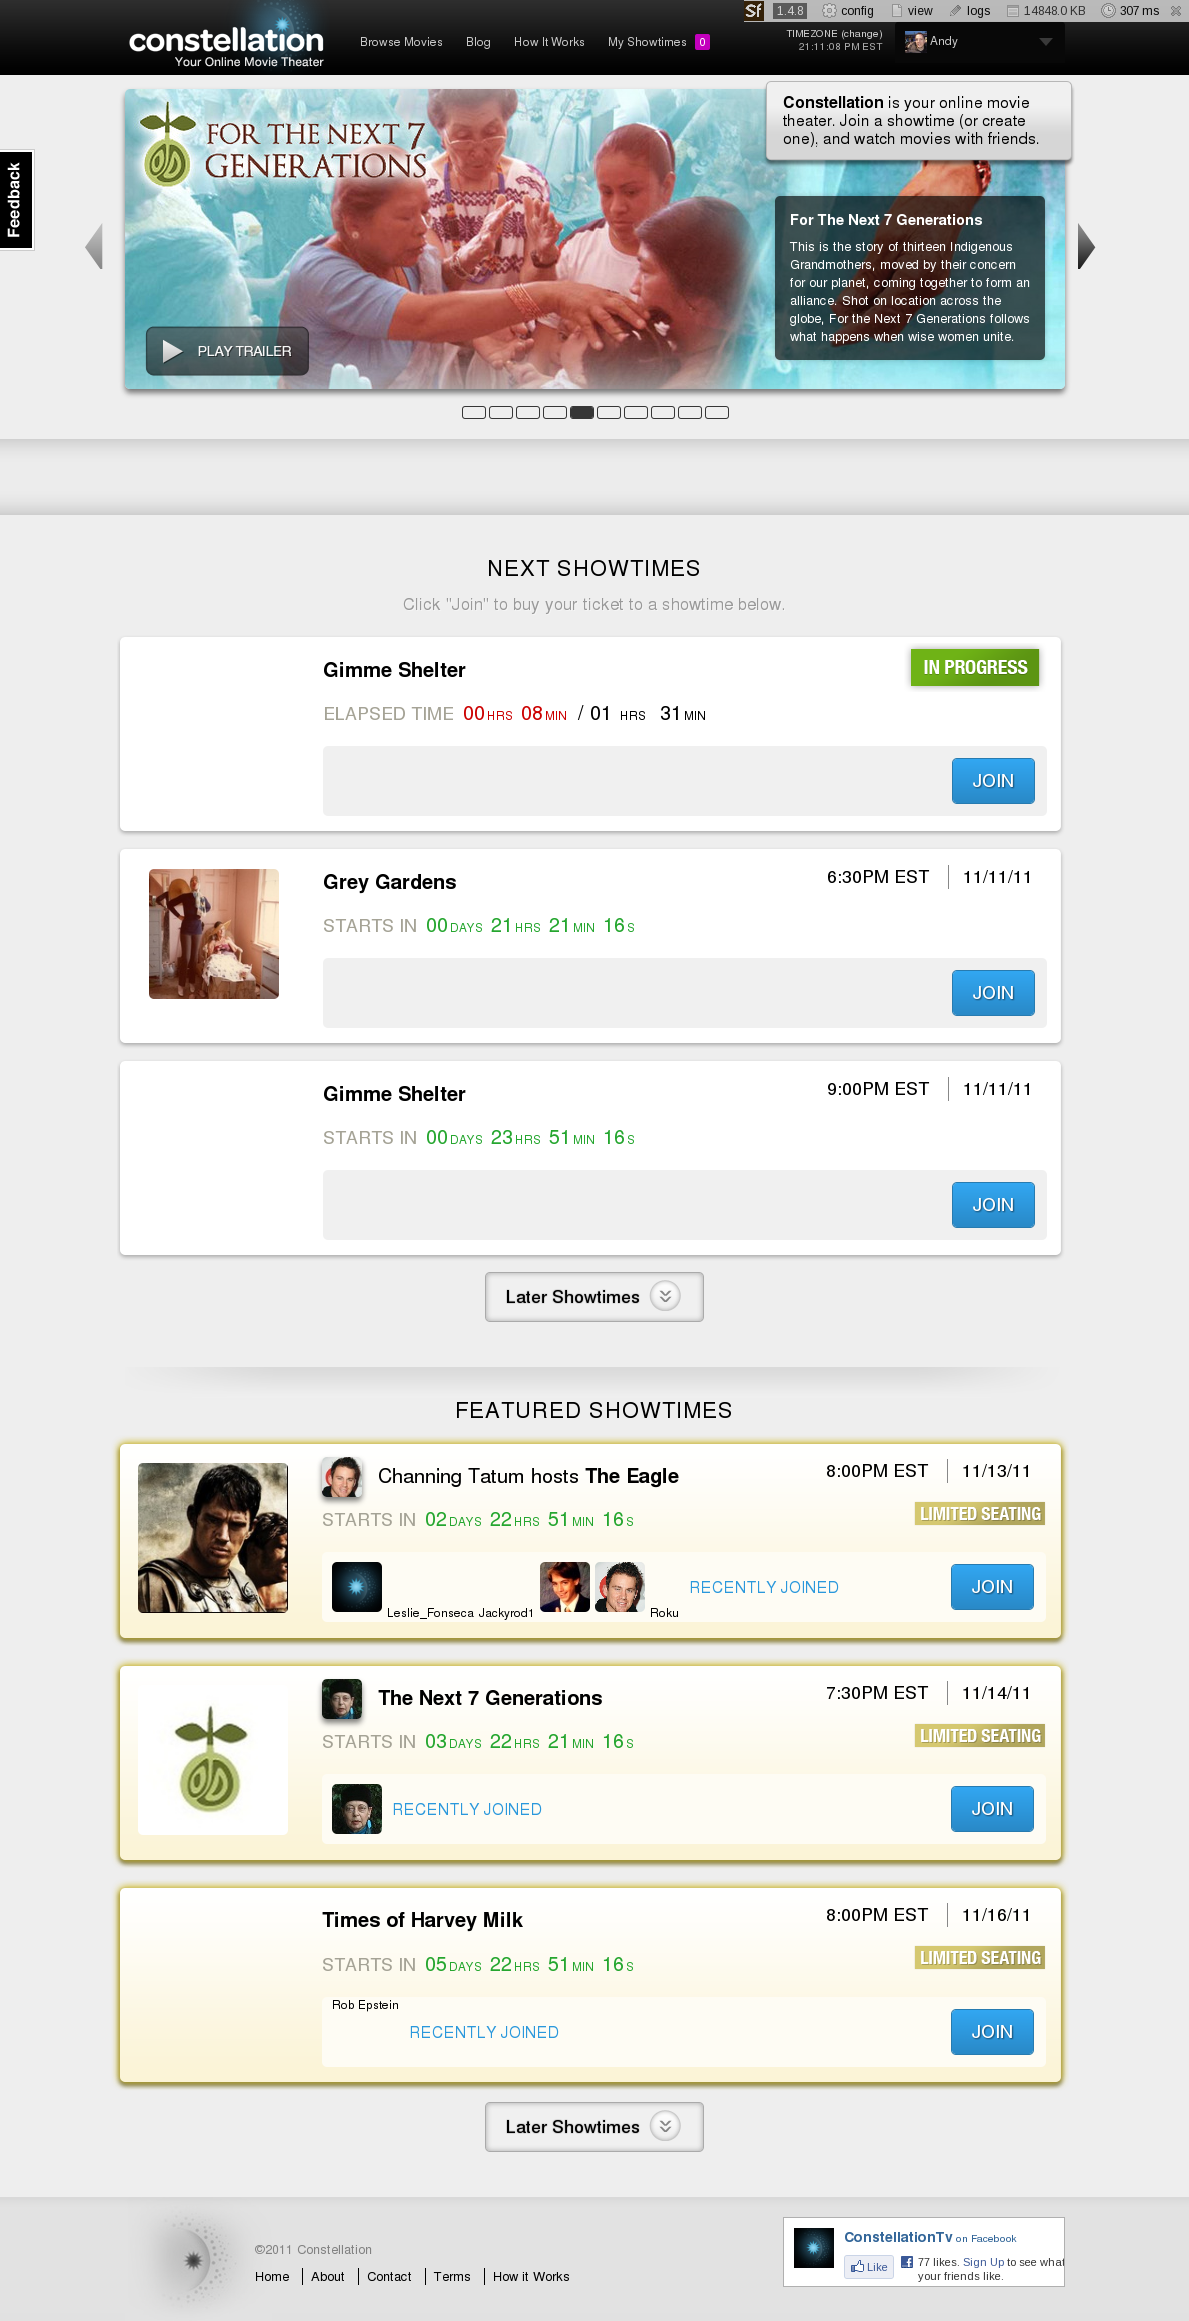 Sf 1.4.8 config view logs 14848.0 KB 307 ms
constellation
Your Online Movie Theater
Browse Movies Blog How It Works My Showtimes 0
TIMEZONE (change)
21:11:08 PM EST
Andy
Feedback
FOR THE NEXT 7
GENERATIONS
Constellation is your online movie
theater. Join a showtime (or create
one), and watch movies with friends.
For The Next 7 Generations
This is the story of thirteen Indigenous
Grandmothers, moved by their concern
for our planet, coming together to form an
alliance. Shot on location across the
globe, For the Next 7 Generations follows
what happens when wise women unite.
PLAY TRAILER
NEXT SHOWTIMES
Click "Join" to buy your ticket to a showtime below.
Gimme Shelter
IN PROGRESS
ELAPSED TIME 00 HRS 08 MIN / 01 HRS 31 MIN
JOIN
Grey Gardens
6:30PM EST 11/11/11
STARTS IN 00 DAYS 21 HRS 21 MIN 16 S
JOIN
Gimme Shelter
9:00PM EST 11/11/11
STARTS IN 00 DAYS 23 HRS 51 MIN 16 S
JOIN
Later Showtimes
FEATURED SHOWTIMES
Channing Tatum hosts The Eagle
8:00PM EST 11/13/11
STARTS IN 02 DAYS 22 HRS 51 MIN 16 S
LIMITED SEATING
Leslie_Fonseca Jackyrod1 Roku
RECENTLY JOINED
JOIN
The Next 7 Generations
7:30PM EST 11/14/11
STARTS IN 03 DAYS 22 HRS 21 MIN 16 S
LIMITED SEATING
RECENTLY JOINED
JOIN
Times of Harvey Milk
8:00PM EST 11/16/11
STARTS IN 05 DAYS 22 HRS 51 MIN 16 S
LIMITED SEATING
Rob Epstein
RECENTLY JOINED
JOIN
Later Showtimes
©2011 Constellation
Home About Contact Terms How it Works
ConstellationTv on Facebook
Like
77 likes. Sign Up to see what
your friends like.